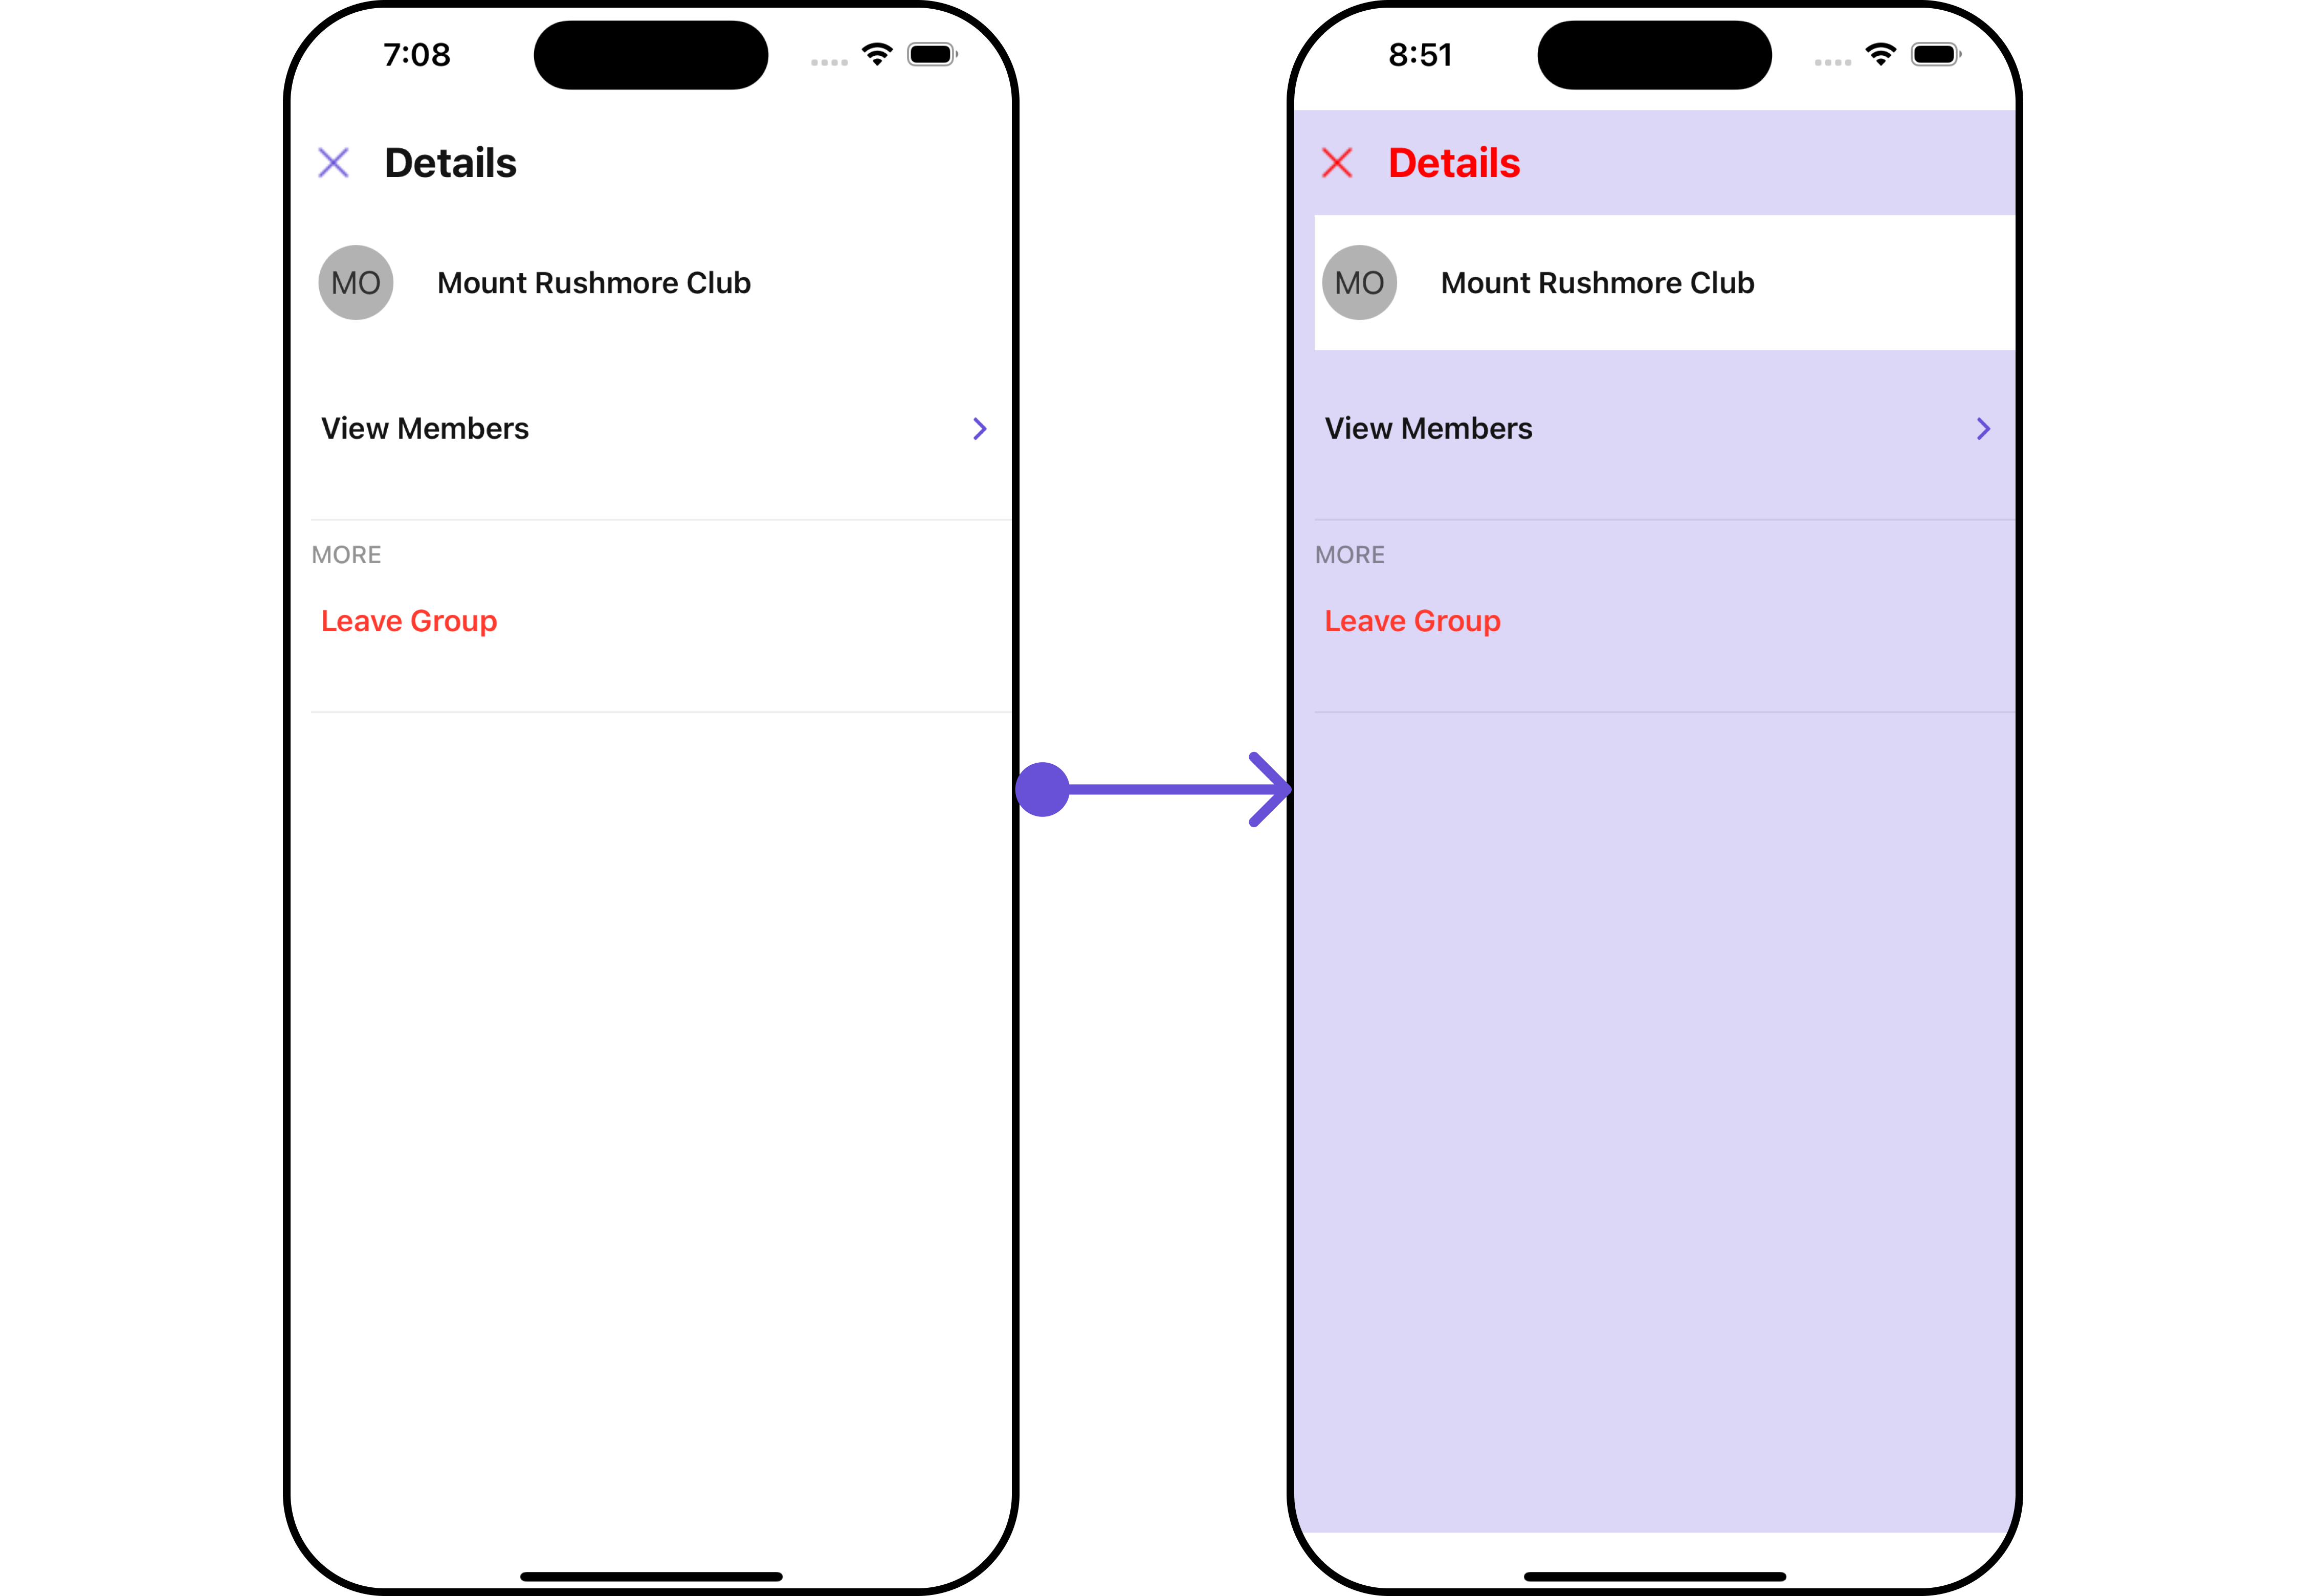 7:08
Details
MO
Mount Rushmore Club
View Members
MORE
Leave Group
8:51
Details
MO
Mount Rushmore Club
View Members
MORE
Leave Group